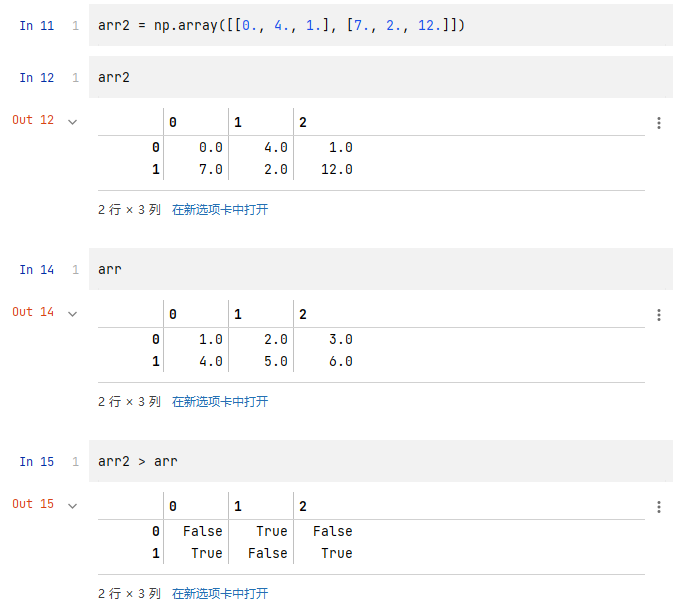 In 11 1 arr2 = np.array([[0., 4., 1.], [7., 2., 12.]])
In 12 1 arr2
Out 12
0 1 2
0 0.0 4.0 1.0
1 7.0 2.0 12.0
2 行 × 3 列 在新选项卡中打开
In 14 1 arr
Out 14
0 1 2
0 1.0 2.0 3.0
1 4.0 5.0 6.0
2 行 × 3 列 在新选项卡中打开
In 15 1 arr2 > arr
Out 15
0 1 2
0 False True False
1 True False True
2 行 × 3 列 在新选项卡中打开